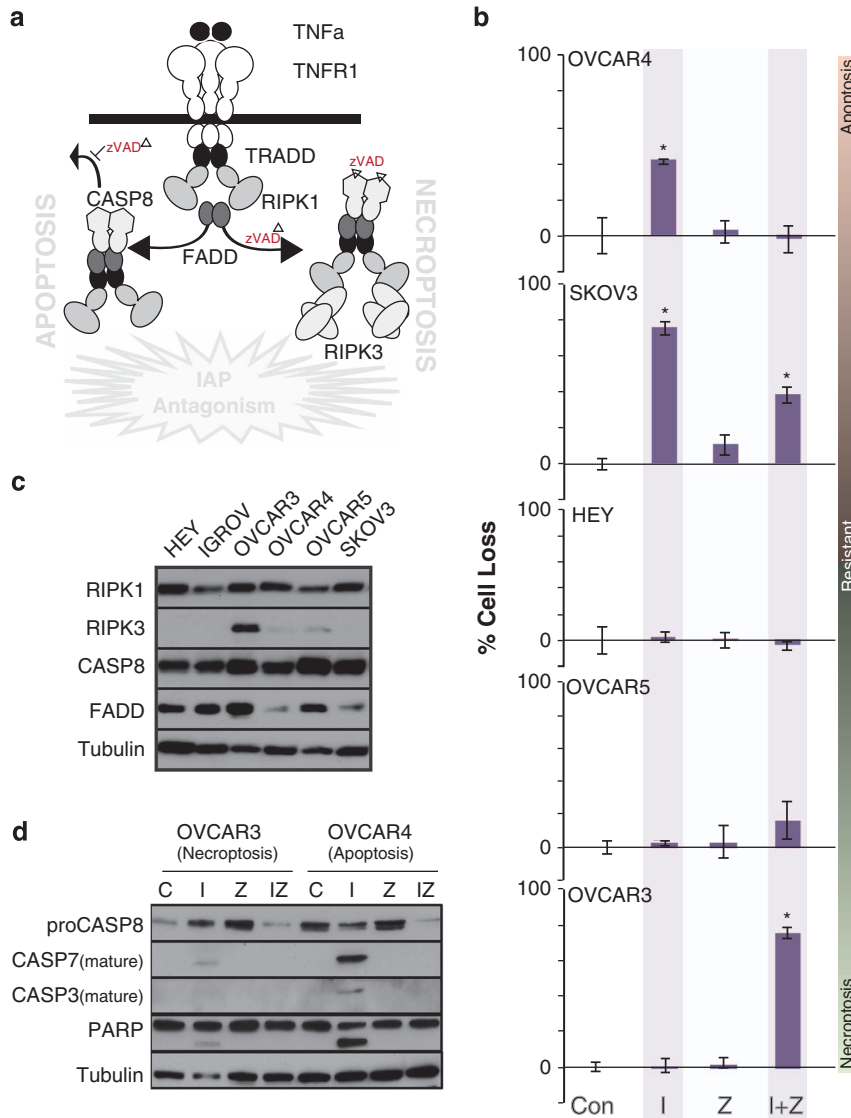 a
TNFa
TNFR1
TRADD
zVAD
zVAD
CASP8
RIPK1
zVAD
FADD
RIPK3
APOPTOSIS
NECROPTOSIS
IAP
Antagonism
b
OVCAR4
100
0
SKOV3
100
0
HEY
100
0
OVCAR5
100
0
OVCAR3
100
0
% Cell Loss
*
*
*
*
Con I Z I+Z
Apoptosis
Resistant
Necroptosis
c
HEY IGROV OVCAR3 OVCAR4 OVCAR5 SKOV3
RIPK1
RIPK3
CASP8
FADD
Tubulin
d
OVCAR3 OVCAR4
(Necroptosis) (Apoptosis)
C I Z IZ C I Z IZ
proCASP8
CASP7(mature)
CASP3(mature)
PARP
Tubulin